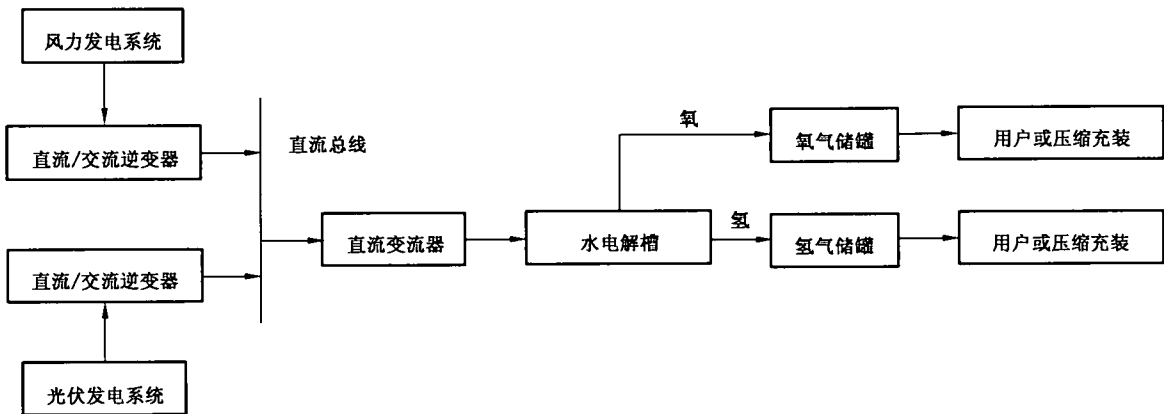 风力发电系统
直流/交流逆变器
直流总线
氧
氧气储罐
用户或压缩充装
直流变流器
水电解槽
氢
氢气储罐
用户或压缩充装
直流/交流逆变器
光伏发电系统